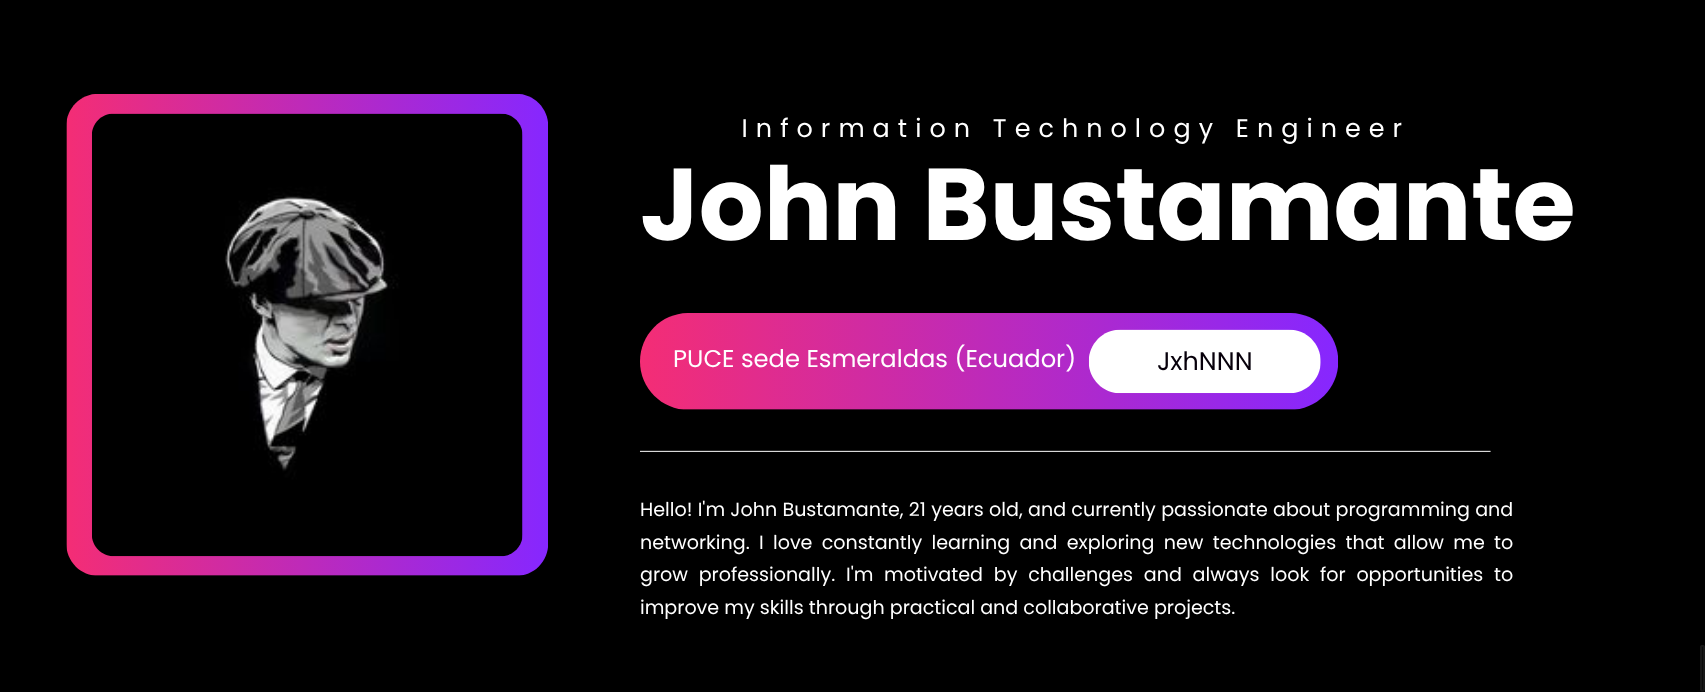 Information Technology Engineer
John Bustamante
PUCE sede Esmeraldas (Ecuador)
JxhNNN
Hello! I'm John Bustamante, 21 years old, and currently passionate about programming and
networking. I love constantly learning and exploring new technologies that allow me to
grow professionally. I'm motivated by challenges and always look for opportunities to
improve my skills through practical and collaborative projects.